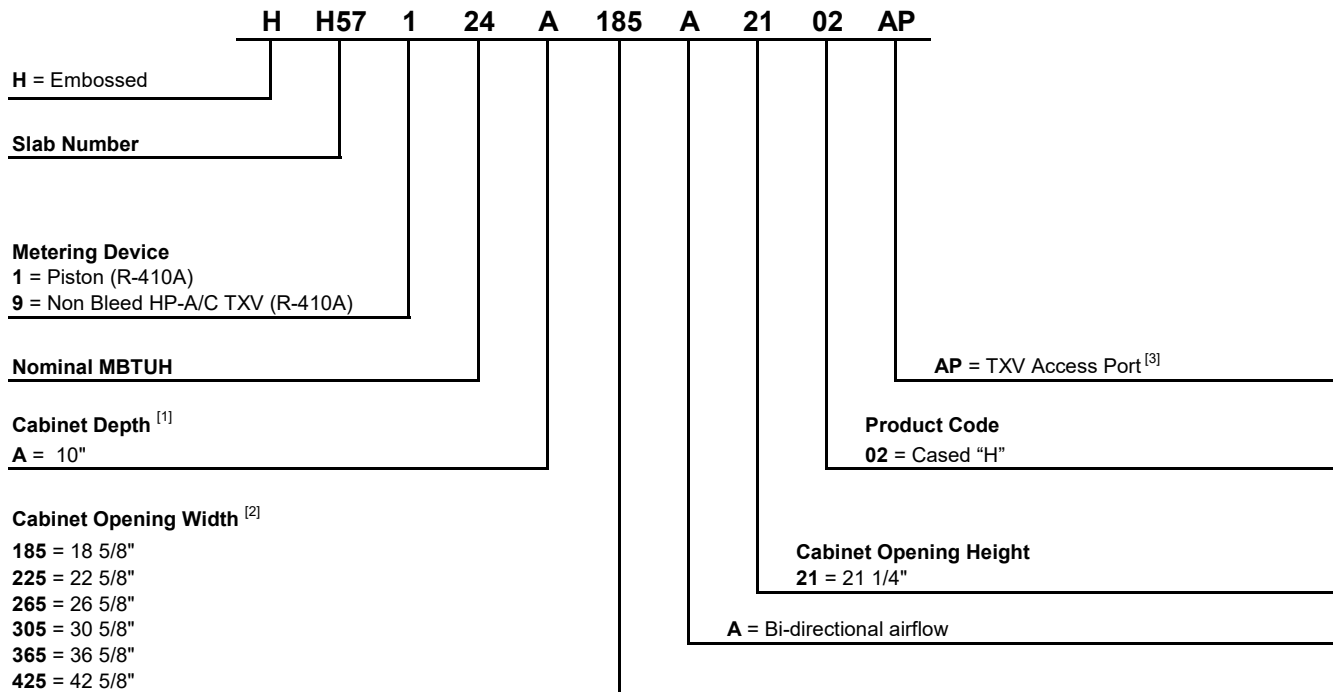 H H57 1 24 A 185 A 21 02 AP
H = Embossed
Slab Number
Metering Device
1 = Piston (R-410A)
9 = Non Bleed HP-A/C TXV (R-410A)
Nominal MBTUH
AP = TXV Access Port [3]
Cabinet Depth [1]
A = 10"
Product Code
02 = Cased “H”
Cabinet Opening Width [2]
185 = 18 5/8"
225 = 22 5/8"
265 = 26 5/8"
305 = 30 5/8"
365 = 36 5/8"
425 = 42 5/8"
Cabinet Opening Height
21 = 21 1/4"
A = Bi-directional airflow